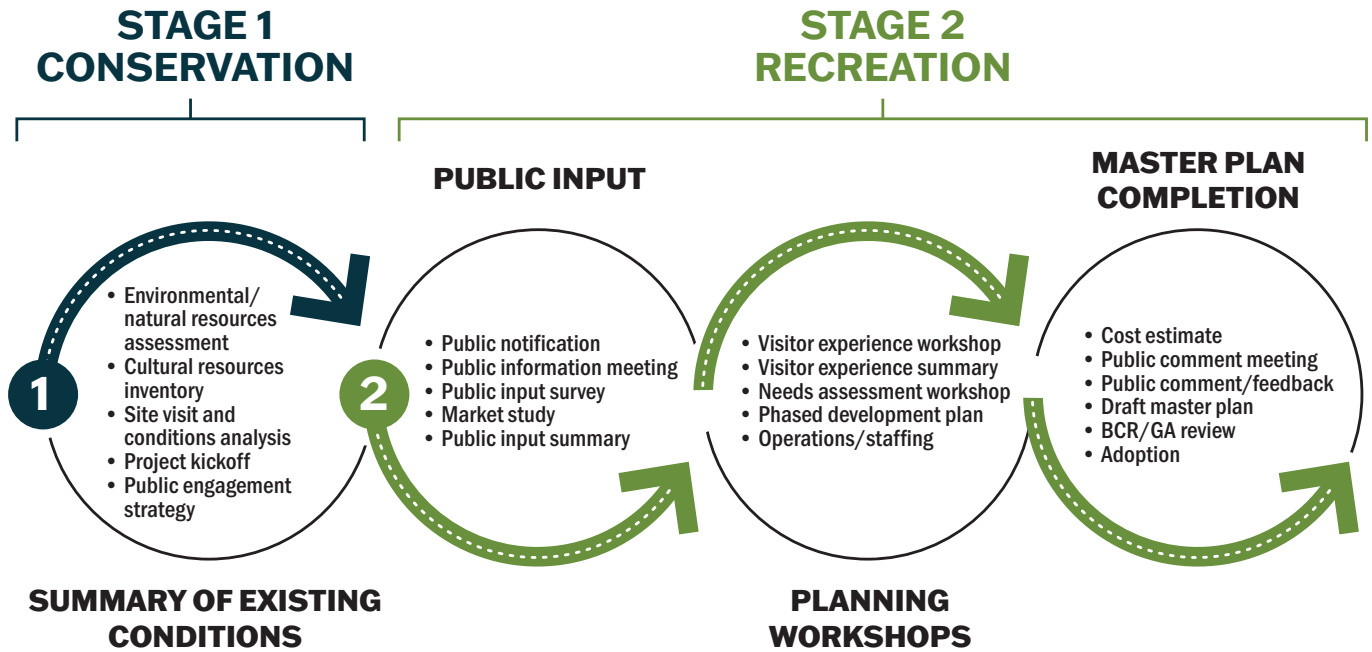 STAGE 1
CONSERVATION
STAGE 2
RECREATION
1
• Environmental/
natural resources
assessment
• Cultural resources
inventory
• Site visit and
conditions analysis
• Project kickoff
• Public engagement
strategy
SUMMARY OF EXISTING
CONDITIONS
PUBLIC INPUT
2
• Public notification
• Public information meeting
• Public input survey
• Market study
• Public input summary
• Visitor experience workshop
• Visitor experience summary
• Needs assessment workshop
• Phased development plan
• Operations/staffing
PLANNING
WORKSHOPS
MASTER PLAN
COMPLETION
• Cost estimate
• Public comment meeting
• Public comment/feedback
• Draft master plan
• BCR/GA review
• Adoption